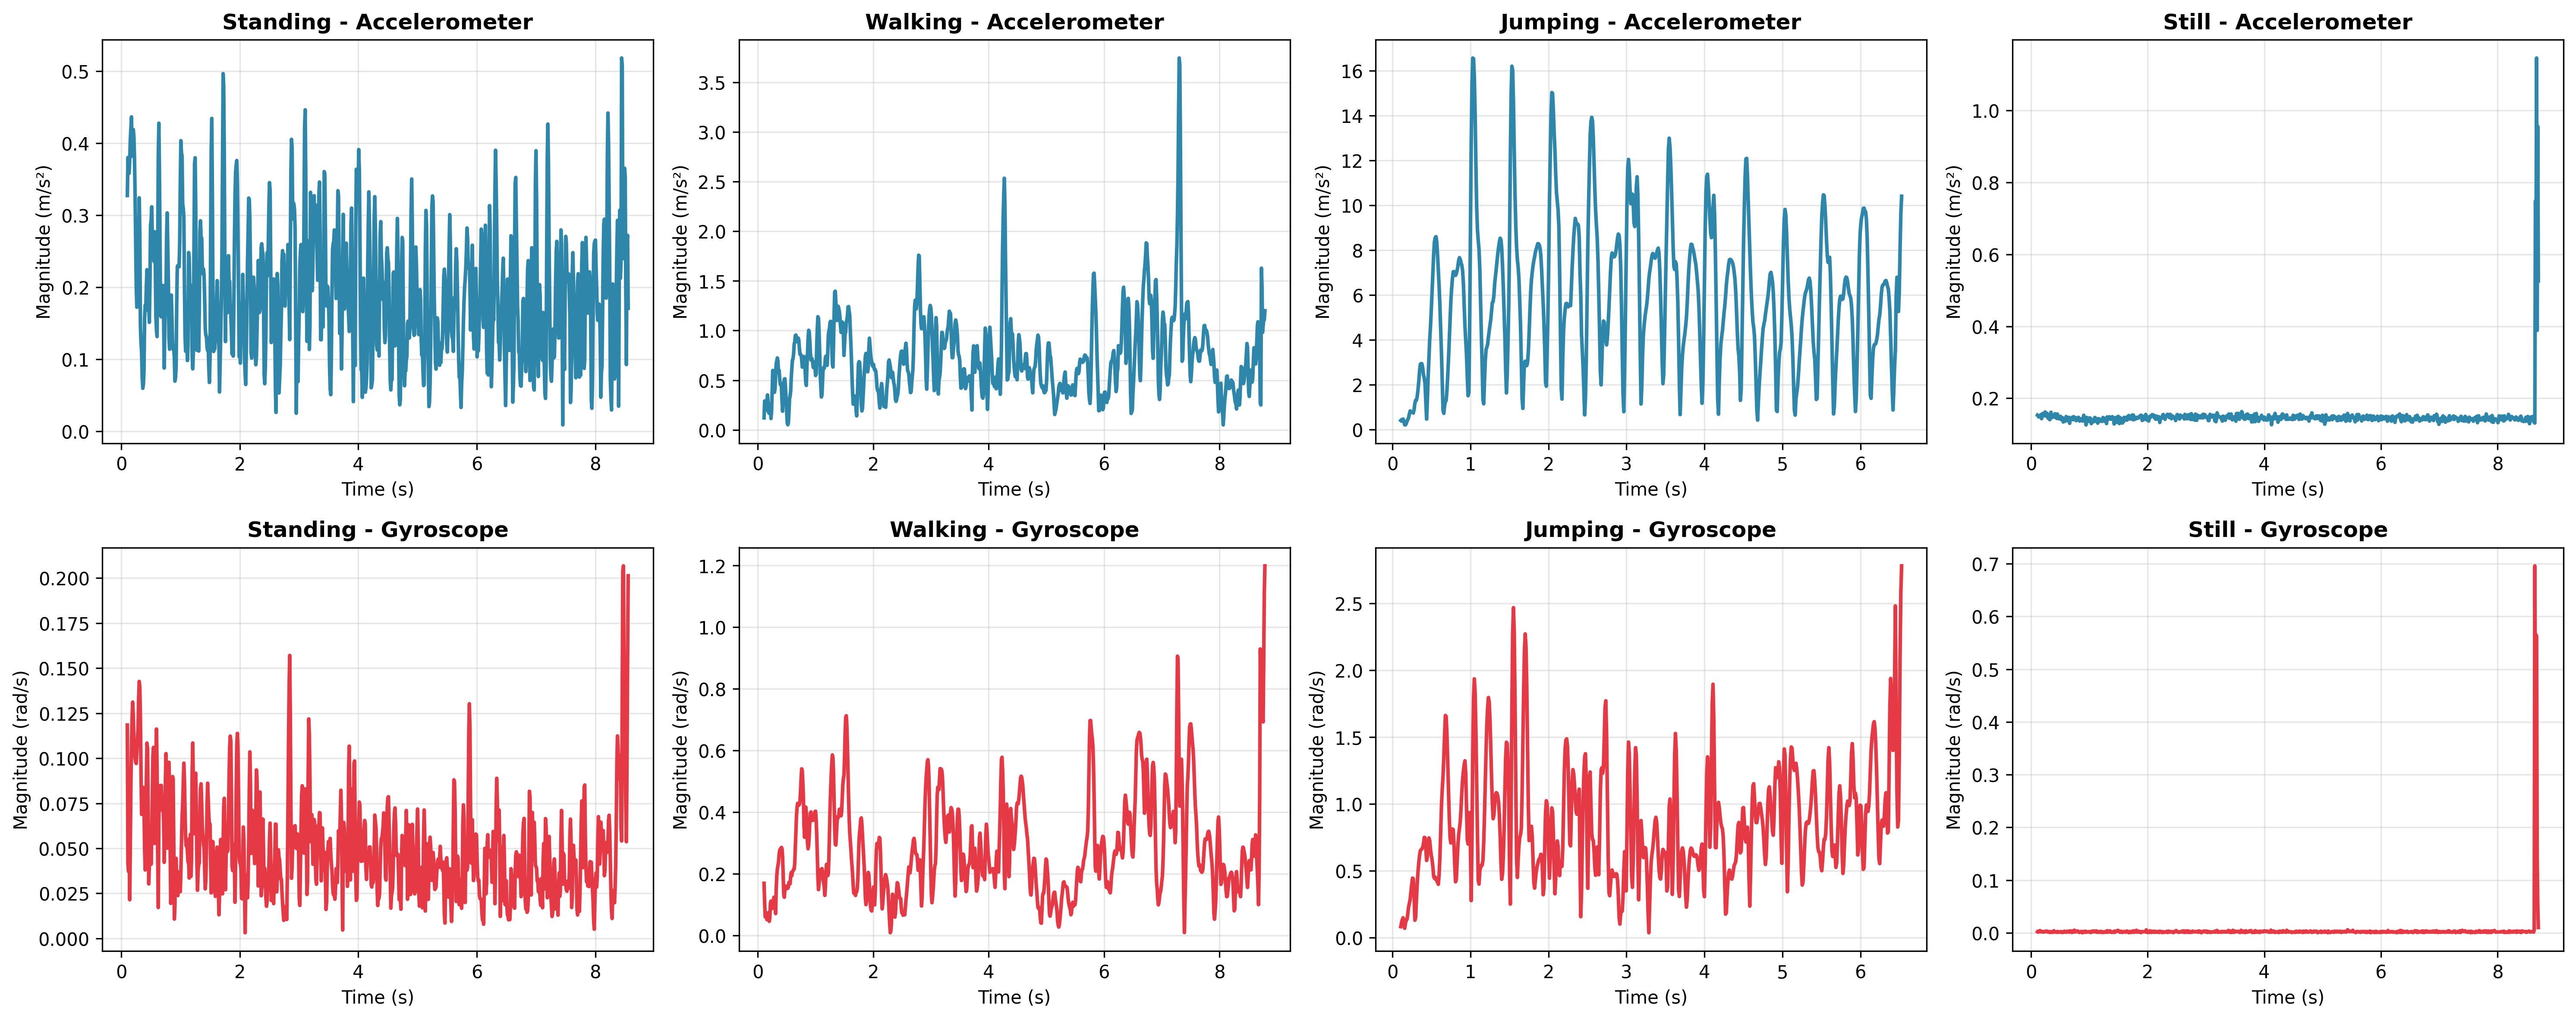 Standing - Accelerometer
Magnitude (m/s²)
0.5
0.4
0.3
0.2
0.1
0.0
0 2 4 6 8
Time (s)
Walking - Accelerometer
Magnitude (m/s²)
3.5
3.0
2.5
2.0
1.5
1.0
0.5
0.0
0 2 4 6 8
Time (s)
Jumping - Accelerometer
Magnitude (m/s²)
16
14
12
10
8
6
4
2
0
0 1 2 3 4 5 6
Time (s)
Still - Accelerometer
Magnitude (m/s²)
1.0
0.8
0.6
0.4
0.2
0 2 4 6 8
Time (s)
Standing - Gyroscope
Magnitude (rad/s)
0.200
0.175
0.150
0.125
0.100
0.075
0.050
0.025
0.000
0 2 4 6 8
Time (s)
Walking - Gyroscope
Magnitude (rad/s)
1.2
1.0
0.8
0.6
0.4
0.2
0.0
0 2 4 6 8
Time (s)
Jumping - Gyroscope
Magnitude (rad/s)
2.5
2.0
1.5
1.0
0.5
0.0
0 1 2 3 4 5 6
Time (s)
Still - Gyroscope
Magnitude (rad/s)
0.7
0.6
0.5
0.4
0.3
0.2
0.1
0.0
0 2 4 6 8
Time (s)